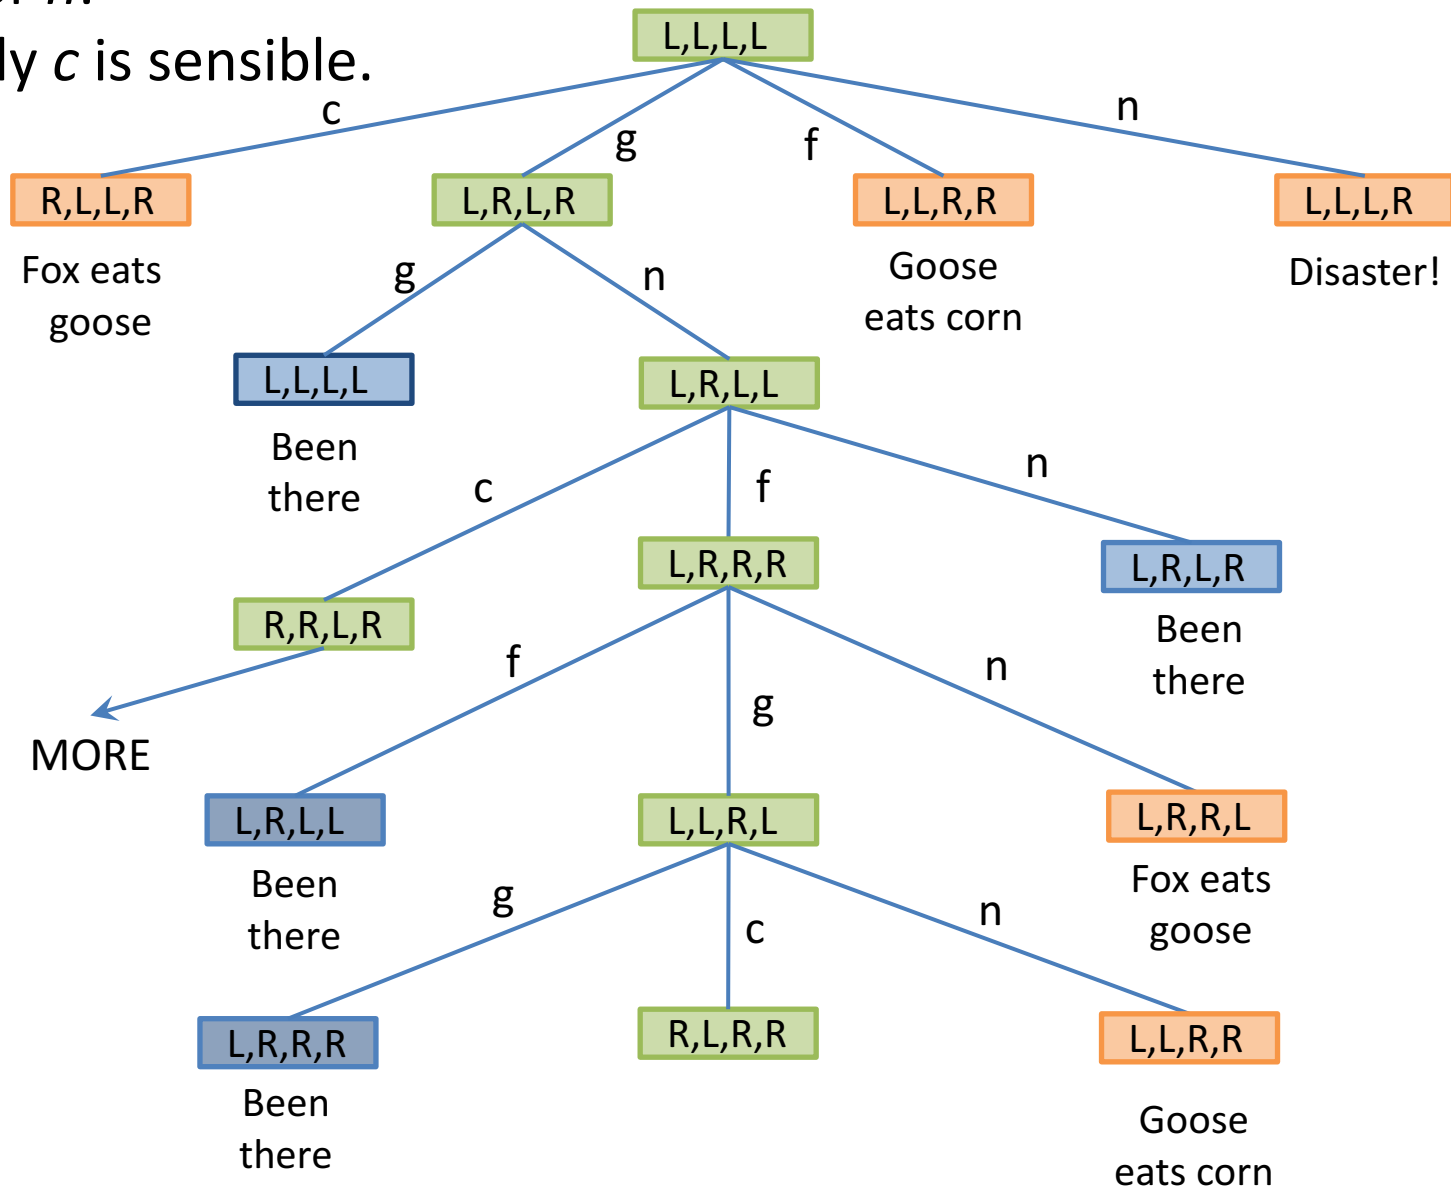 ly c is sensible.
L,L,L,L
c
g
f
n
R,L,L,R
L,R,L,R
L,L,R,R
L,L,L,R
Fox eats
goose
g
n
Goose
eats corn
Disaster!
L,L,L,L
L,R,L,L
Been
there
c
f
n
L,R,R,R
L,R,L,R
R,R,L,R
Been
there
f
g
n
MORE
L,R,L,L
L,L,R,L
L,R,R,L
Been
there
Fox eats
goose
g
c
n
L,R,R,R
R,L,R,R
L,L,R,R
Been
there
Goose
eats corn